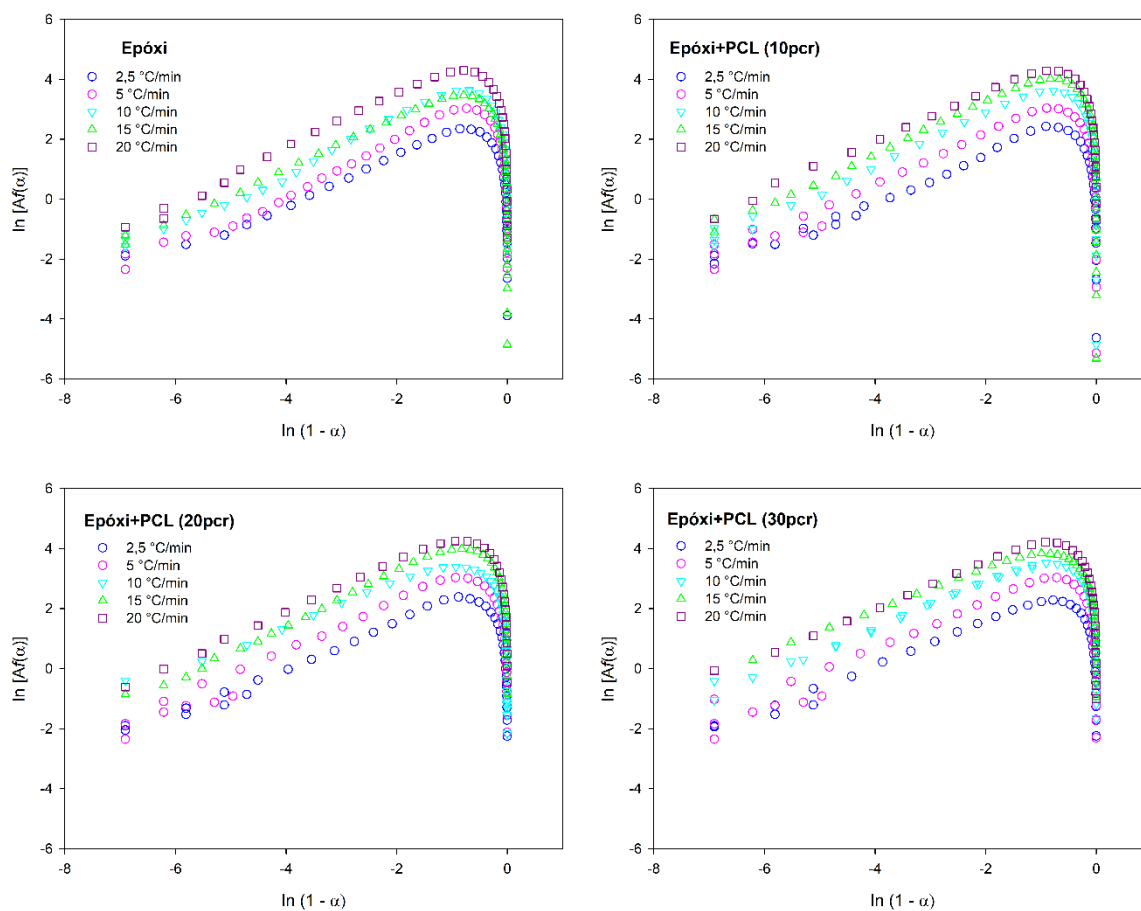 Epóxi
2,5 °C/min
5 °C/min
10 °C/min
15 °C/min
20 °C/min
6
4
2
0
-2
-4
-6
-8
-6
-4
-2
0
ln [Af(α)]
ln (1 - α)
Epóxi+PCL (10pcr)
2,5 °C/min
5 °C/min
10 °C/min
15 °C/min
20 °C/min
6
4
2
0
-2
-4
-6
-8
-6
-4
-2
0
ln [Af(α)]
ln (1 - α)
Epóxi+PCL (20pcr)
2,5 °C/min
5 °C/min
10 °C/min
15 °C/min
20 °C/min
6
4
2
0
-2
-4
-6
-8
-6
-4
-2
0
ln [Af(α)]
ln (1 - α)
Epóxi+PCL (30pcr)
2,5 °C/min
5 °C/min
10 °C/min
15 °C/min
20 °C/min
6
4
2
0
-2
-4
-6
-8
-6
-4
-2
0
ln [Af(α)]
ln (1 - α)